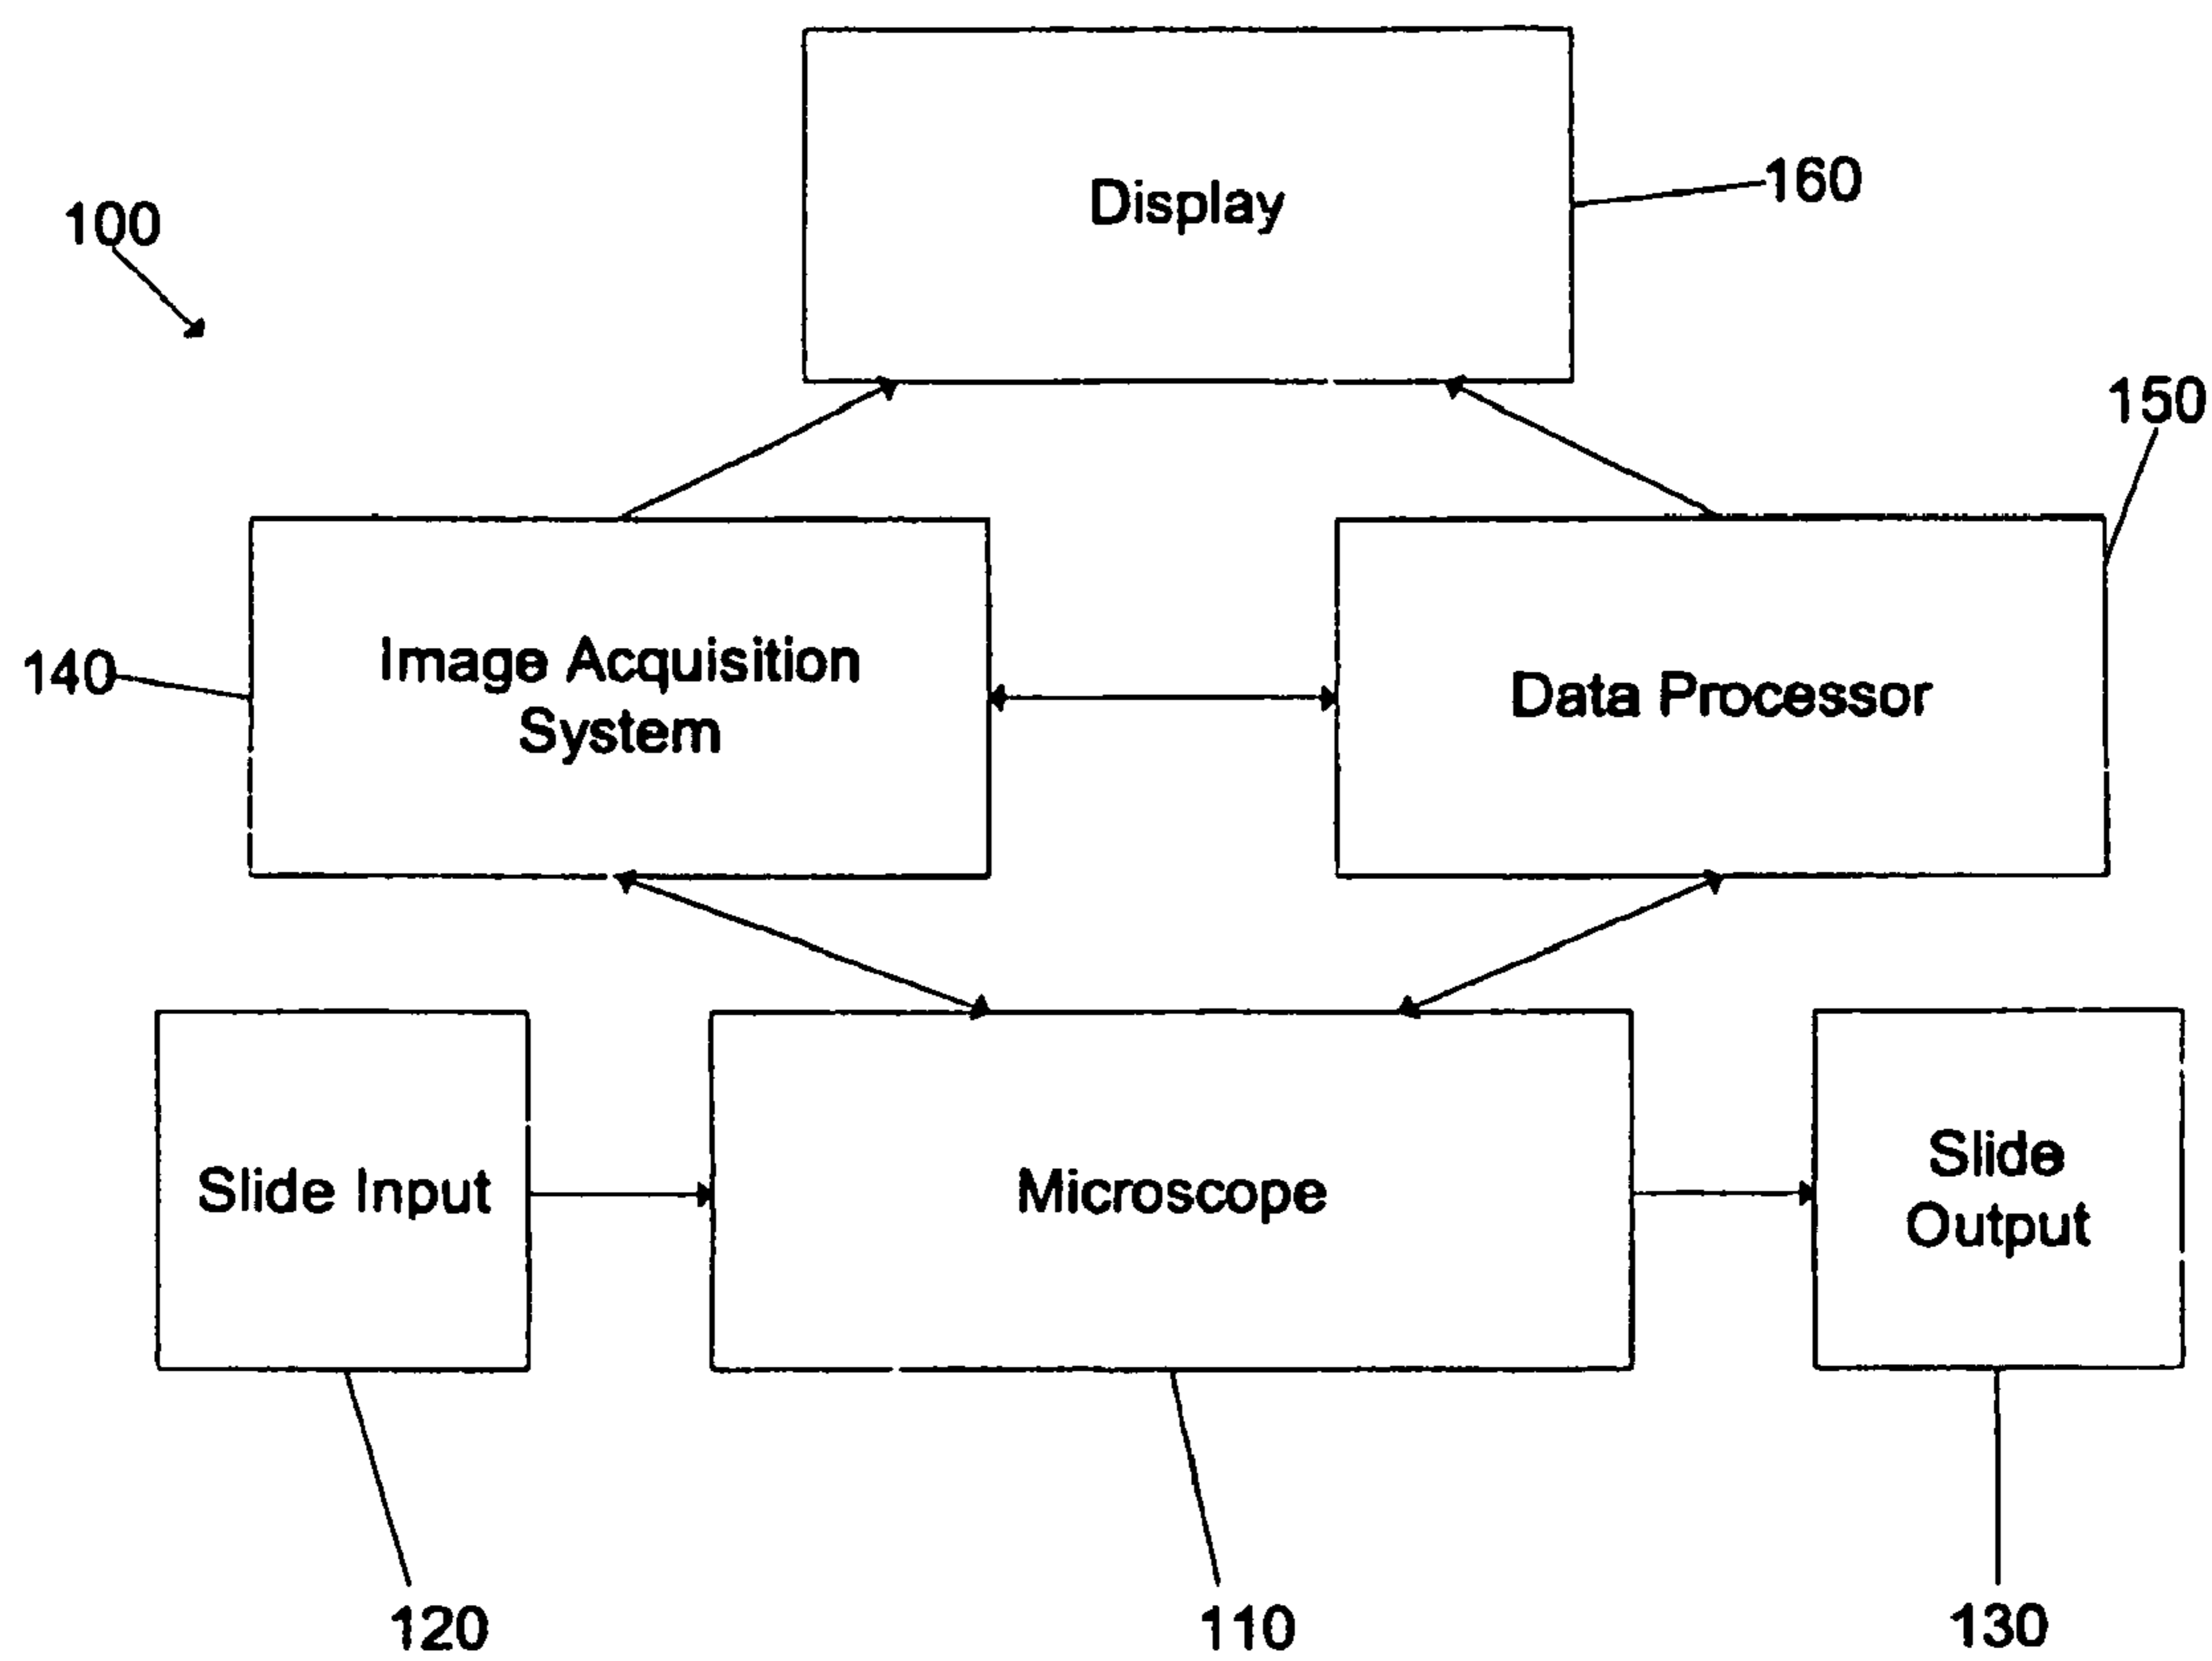 100
Display
160
150
140
Image Acquisition
System
Data Processor
Slide Input
Microscope
Slide
Output
120
110
130